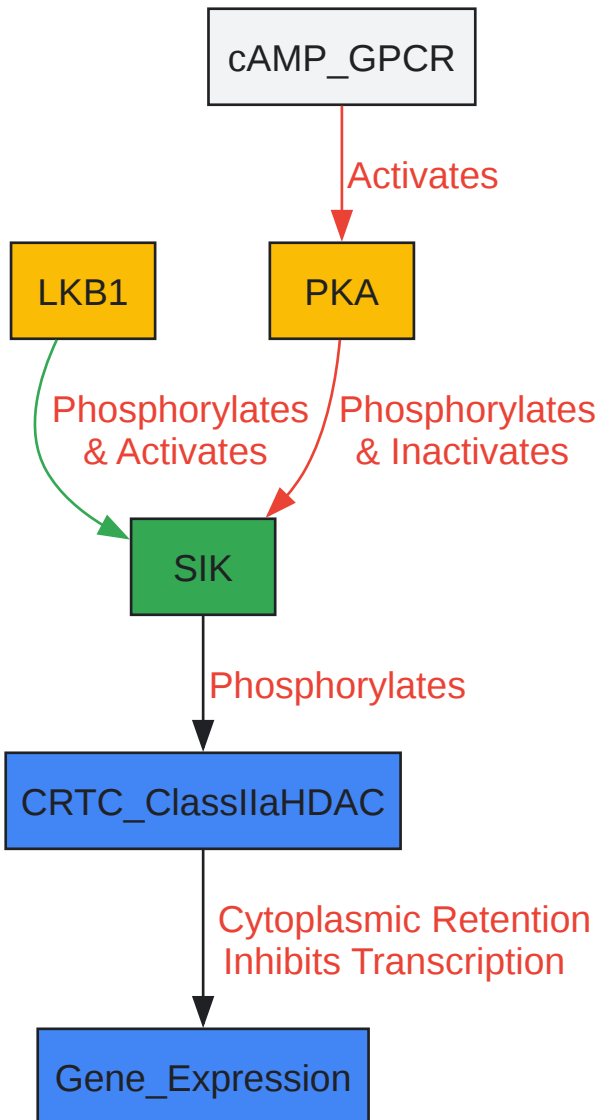 cAMP_GPCR
Activates
LKB1
PKA
Phosphorylates
& Activates
Phosphorylates
& Inactivates
SIK
Phosphorylates
CRTC_ClassIIaHDAC
Cytoplasmic Retention
Inhibits Transcription
Gene_Expression